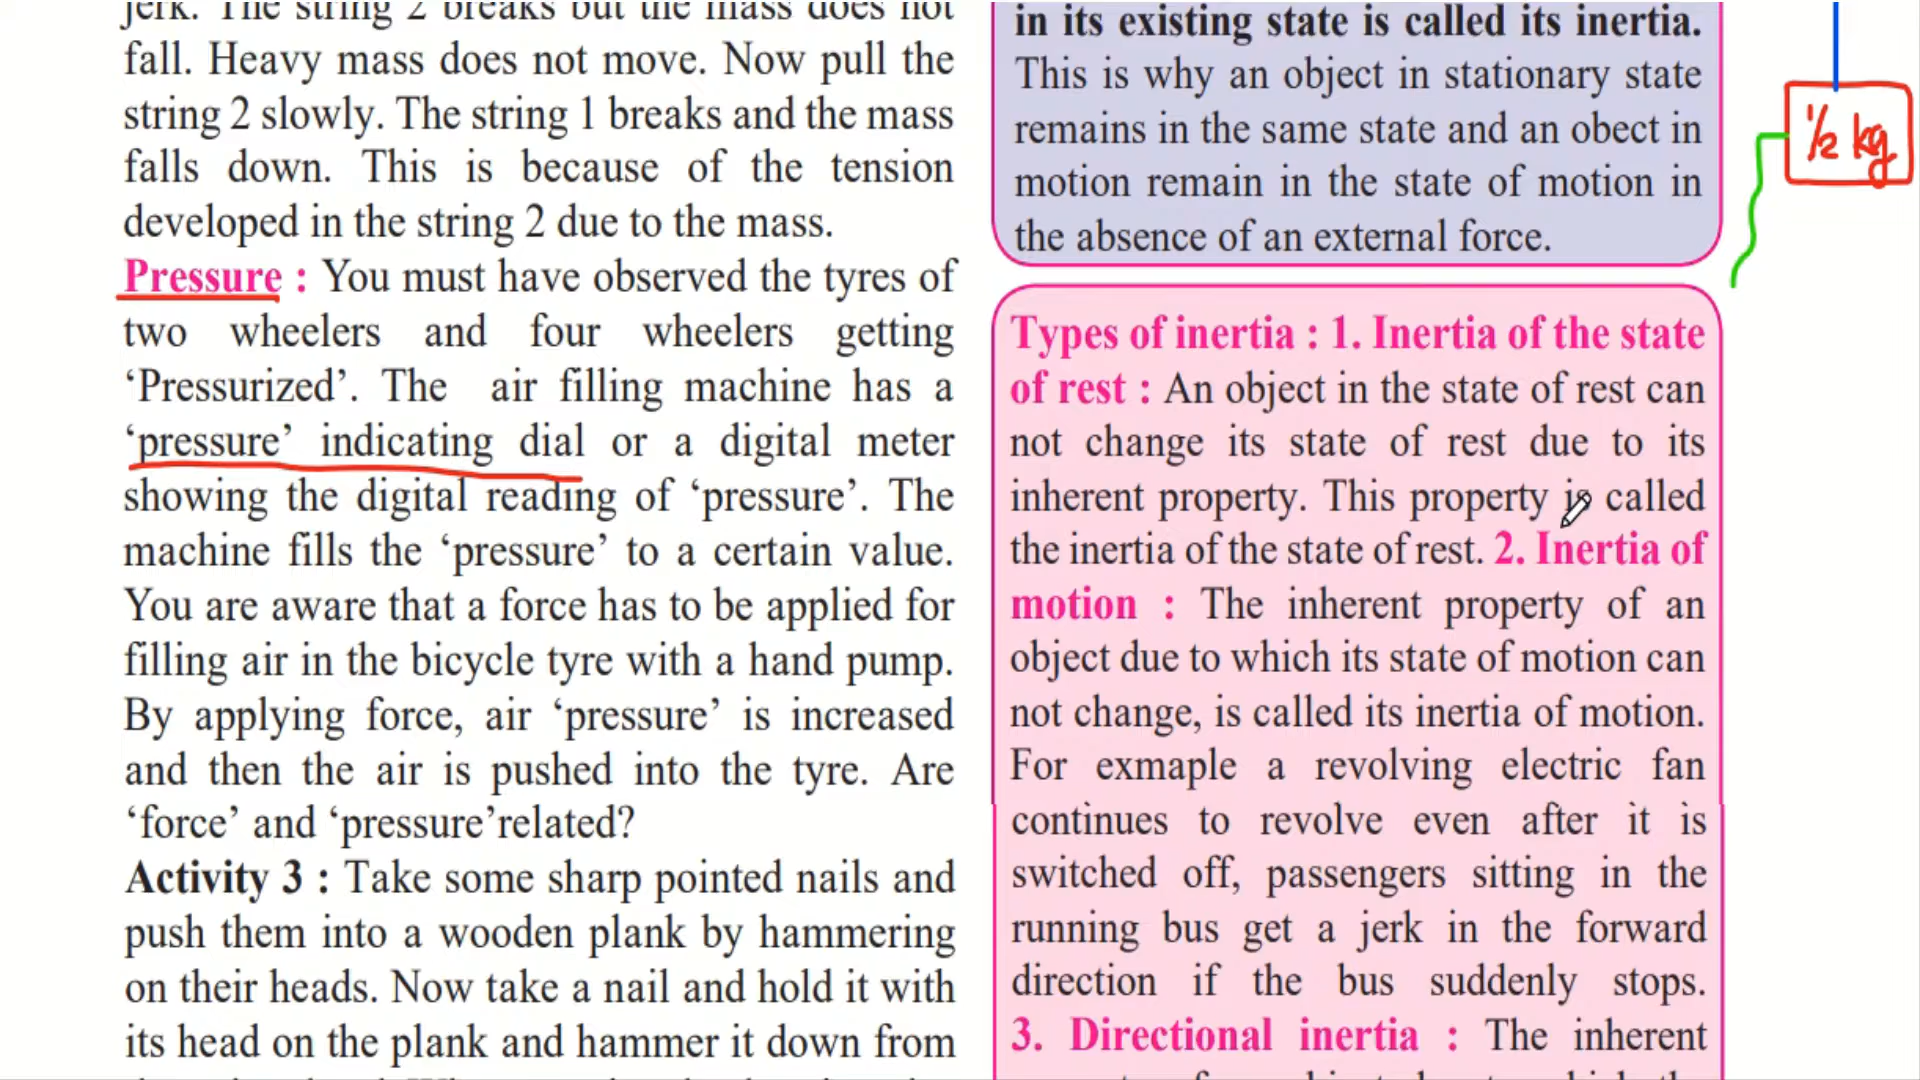 jerk. The string 2 breaks but the mass does not
fall. Heavy mass does not move. Now pull the
string 2 slowly. The string 1 breaks and the mass
falls down. This is because of the tension
developed in the string 2 due to the mass.
Pressure : You must have observed the tyres of
two wheelers and four wheelers getting
‘Pressurized’. The air filling machine has a
‘pressure’ indicating dial or a digital meter
showing the digital reading of ‘pressure’. The
machine fills the ‘pressure’ to a certain value.
You are aware that a force has to be applied for
filling air in the bicycle tyre with a hand pump.
By applying force, air ‘pressure’ is increased
and then the air is pushed into the tyre. Are
‘force’ and ‘pressure’related?
Activity 3 : Take some sharp pointed nails and
push them into a wooden plank by hammering
on their heads. Now take a nail and hold it with
its head on the plank and hammer it down from
in its existing state is called its inertia.
This is why an object in stationary state
remains in the same state and an obect in
motion remain in the state of motion in
the absence of an external force.
Types of inertia : 1. Inertia of the state
of rest : An object in the state of rest can
not change its state of rest due to its
inherent property. This property is called
the inertia of the state of rest. 2. Inertia of
motion : The inherent property of an
object due to which its state of motion can
not change, is called its inertia of motion.
For exmaple a revolving electric fan
continues to revolve even after it is
switched off, passengers sitting in the
running bus get a jerk in the forward
direction if the bus suddenly stops.
3. Directional inertia : The inherent
½ kg